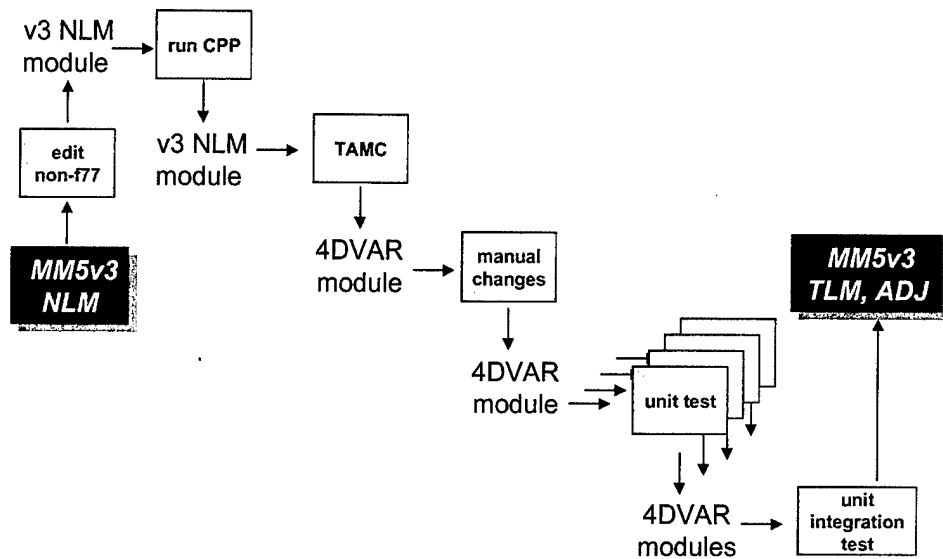 v3 NLM
module
run CPP
edit
non-f77
v3 NLM
module
TAMC
MM5v3
NLM
4DVAR
module
manual
changes
MM5v3
TLM, ADJ
4DVAR
module
unit test
4DVAR
modules
unit
integration
test